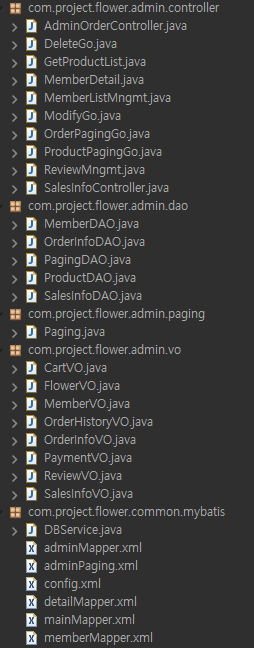 com.project.flower.admin.controller
AdminOrderController.java
DeleteGo.java
GetProductList.java
MemberDetail.java
MemberListMngmt.java
ModifyGo.java
OrderPagingGo.java
ProductPagingGo.java
ReviewMngmt.java
SalesInfoController.java
com.project.flower.admin.dao
MemberDAO.java
OrderInfoDAO.java
PagingDAO.java
ProductDAO.java
SalesInfoDAO.java
com.project.flower.admin.paging
Paging.java
com.project.flower.admin.vo
CartVO.java
FlowerVO.java
MemberVO.java
OrderHistoryVO.java
OrderInfoVO.java
PaymentVO.java
ReviewVO.java
SalesInfoVO.java
com.project.flower.common.mybatis
DBService.java
adminMapper.xml
adminPaging.xml
config.xml
detailMapper.xml
mainMapper.xml
memberMapper.xml